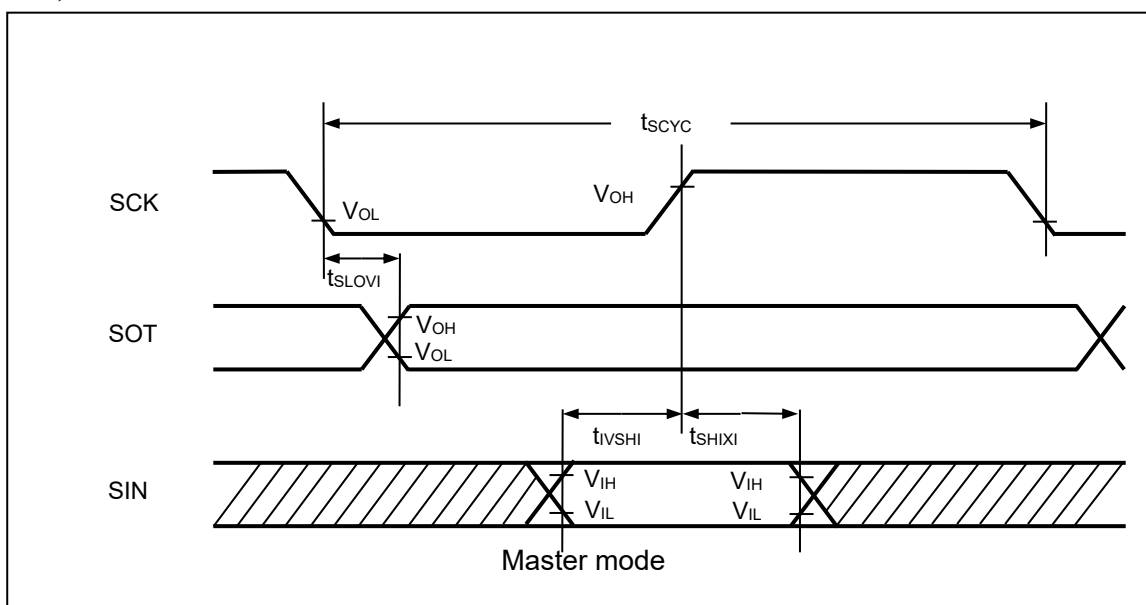 tSCYC
SCK
VOL
VOH
tSLOVI
SOT
VOH
VOL
tIVSHI
tSHIXI
SIN
VIH
VIL
VIH
VIL
Master mode